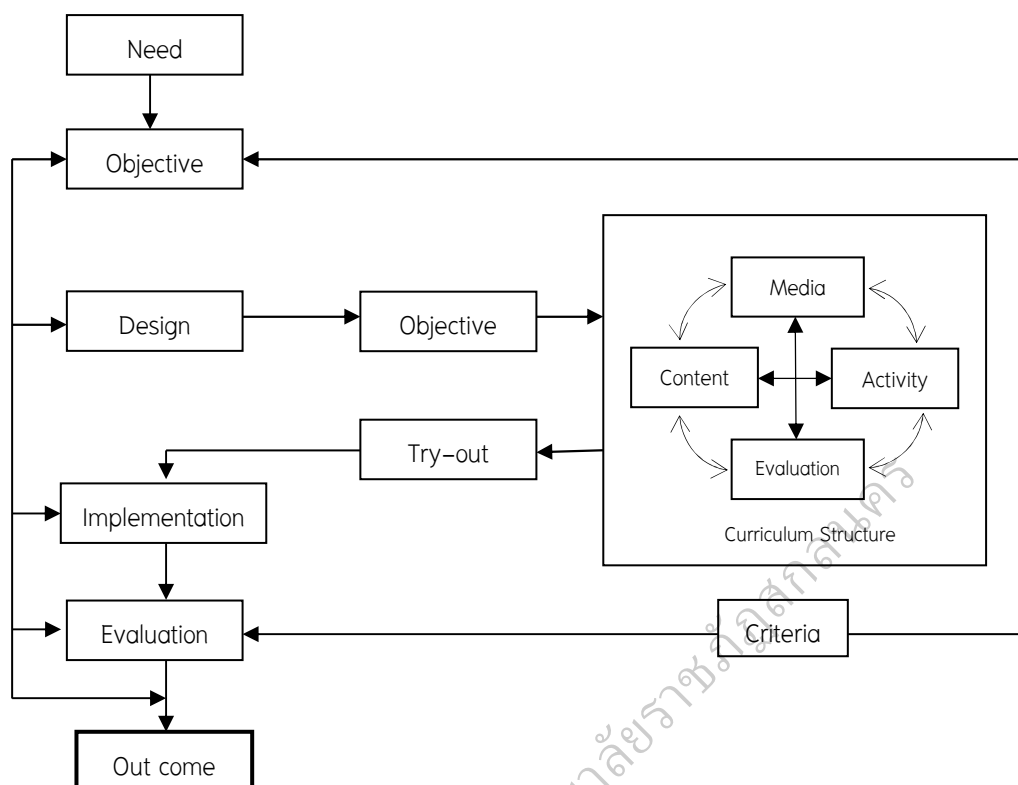 Need
Objective
Design
Objective
Media
Content
Activity
Evaluation
Curriculum Structure
Try-out
Implementation
Evaluation
Criteria
Out come